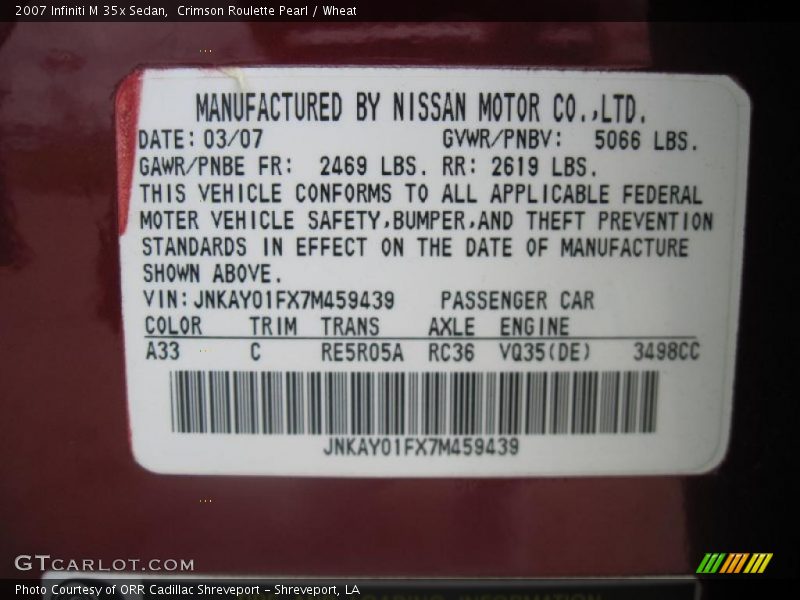 2007 Infiniti M 35x Sedan, Crimson Roulette Pearl / Wheat
MANUFACTURED BY NISSAN MOTOR CO.,LTD.
DATE: 03/07 GVWR/PNBV: 5066 LBS.
GAWR/PNBE FR: 2469 LBS. RR: 2619 LBS.
THIS VEHICLE CONFORMS TO ALL APPLICABLE FEDERAL
MOTER VEHICLE SAFETY,BUMPER,AND THEFT PREVENTION
STANDARDS IN EFFECT ON THE DATE OF MANUFACTURE
SHOWN ABOVE.
VIN: JNKAY01FX7M459439 PASSENGER CAR
COLOR TRIM TRANS AXLE ENGINE
A33 C RE5R05A RC36 VQ35(DE) 3498CC
JNKAY01FX7M459439
GTCARLOT.COM
Photo Courtesy of ORR Cadillac Shreveport - Shreveport, LA